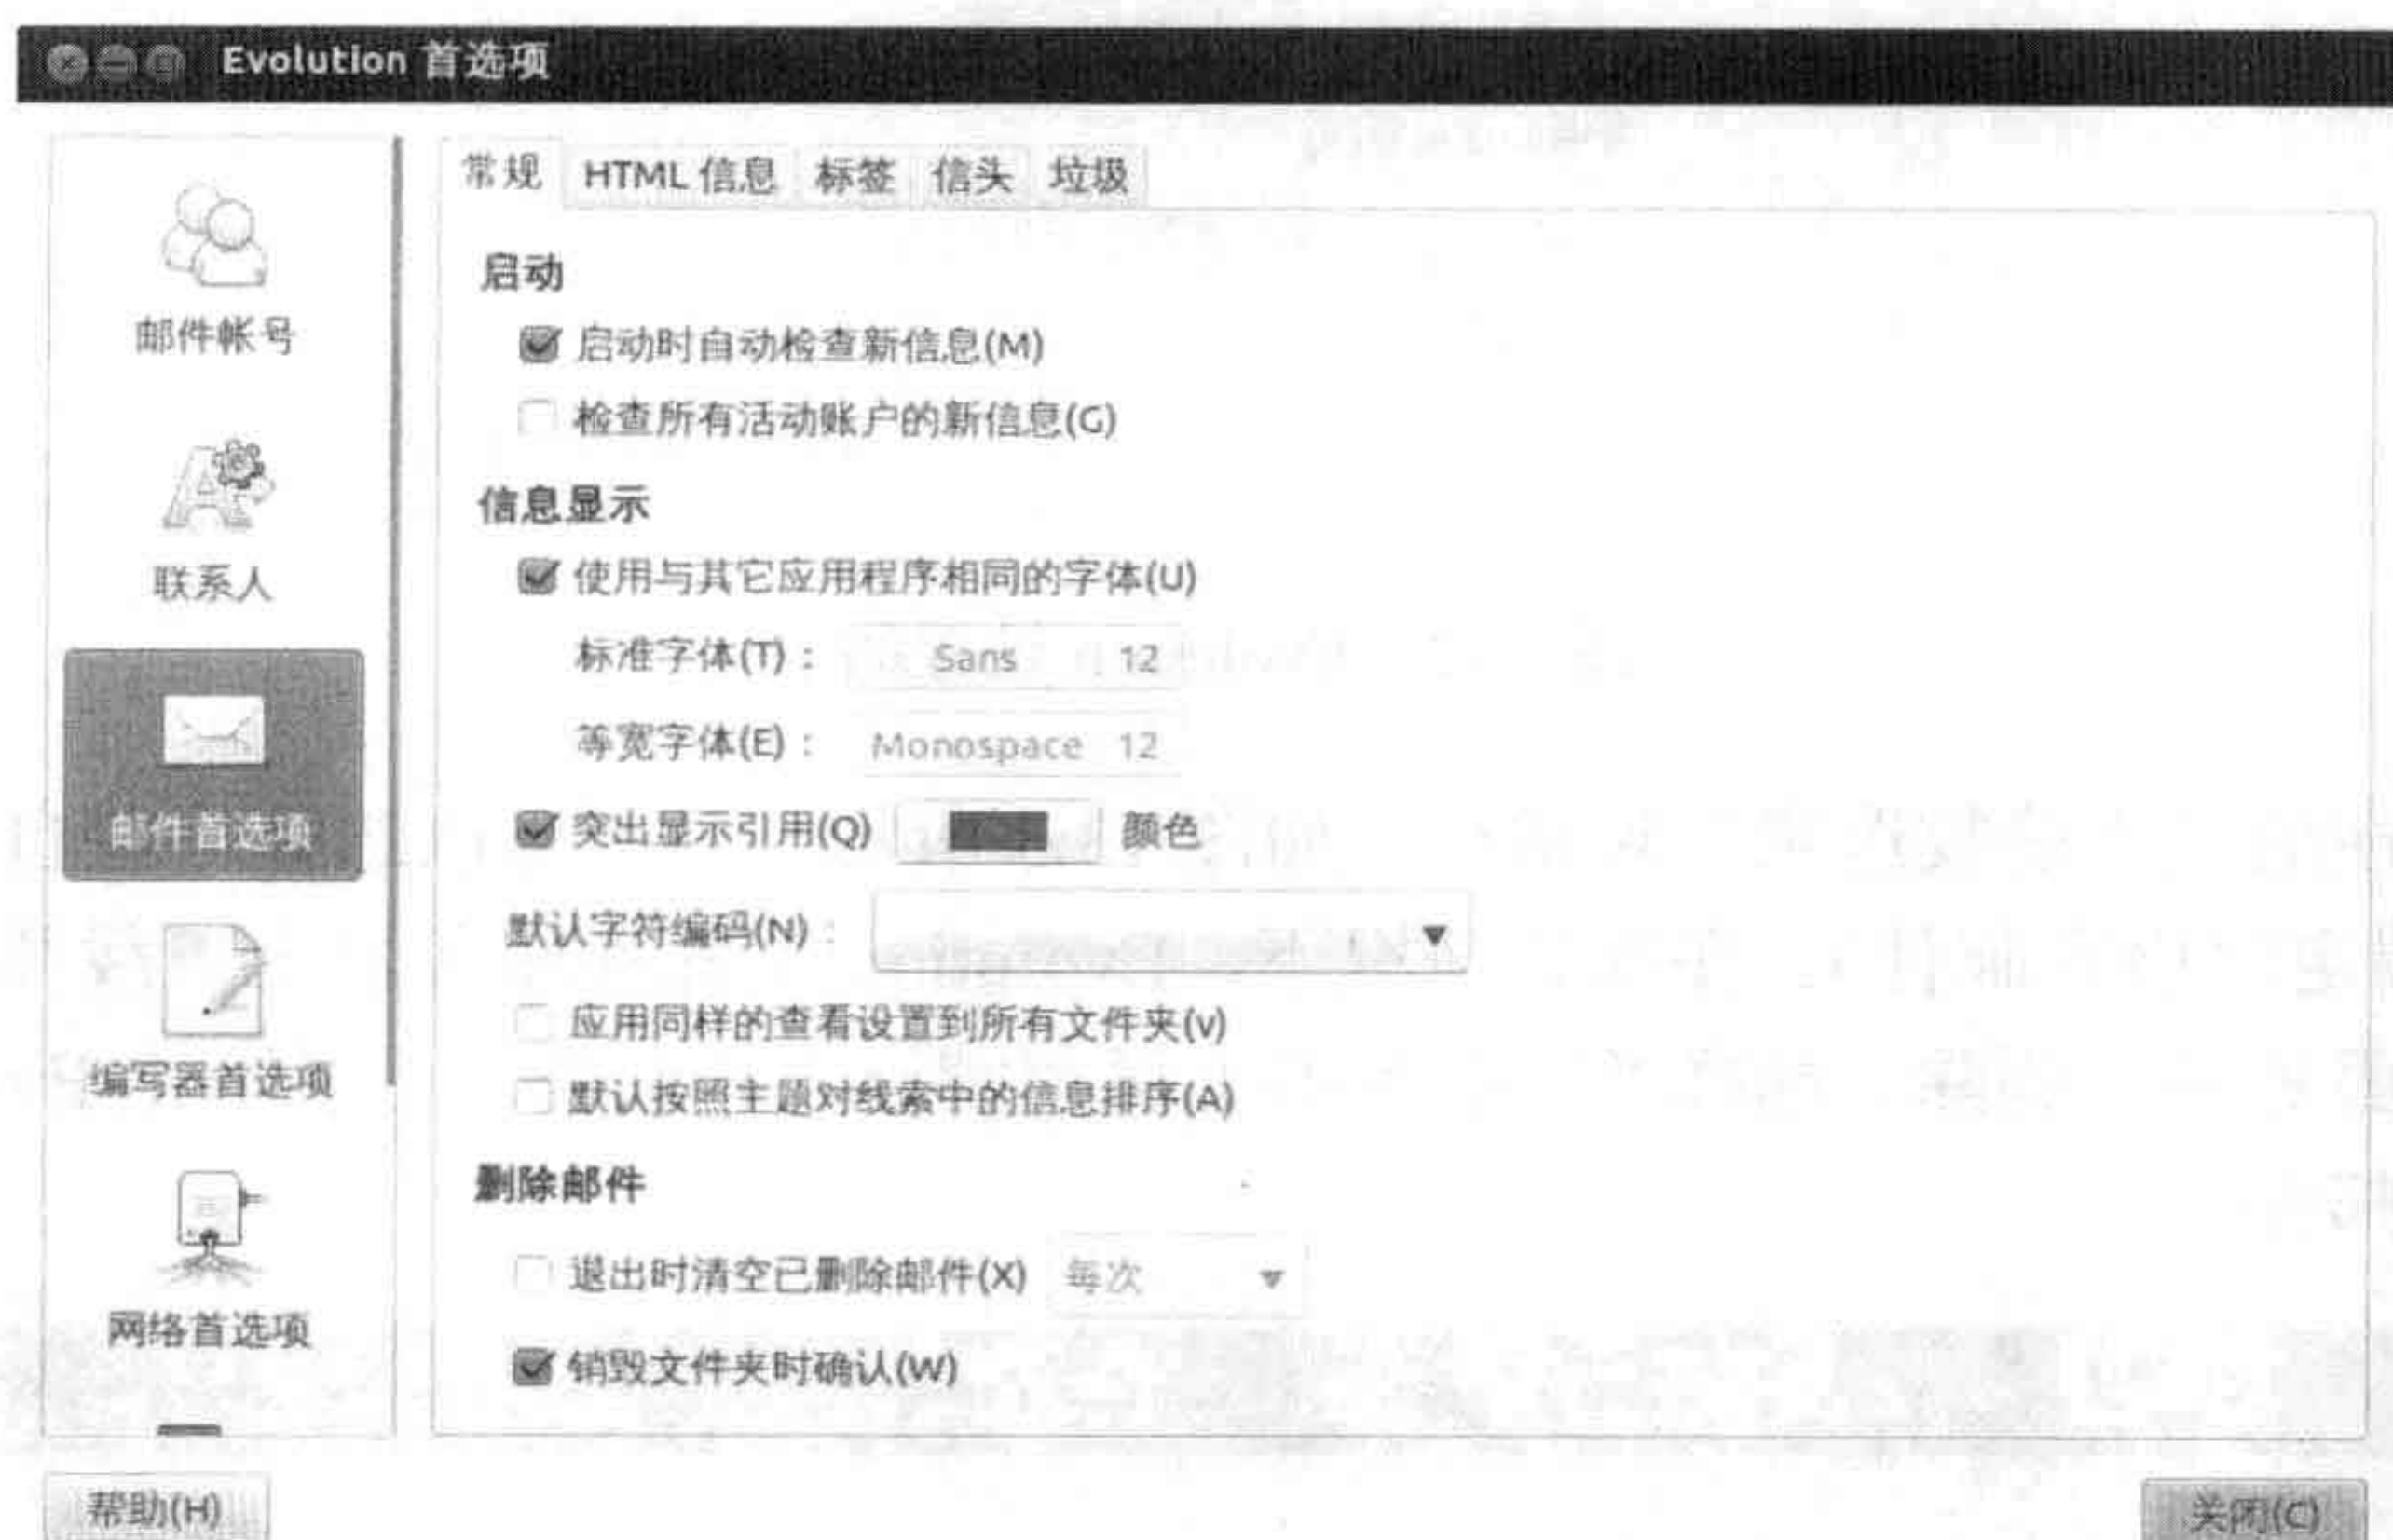 Evolution 首选项
邮件帐号
联系人
邮件首选项
编写器首选项
网络首选项
常规 HTML 信息 标签 信头 垃圾
启动
启动时自动检查新信息(M)
检查所有活动账户的新信息(G)
信息显示
使用与其它应用程序相同的字体(U)
标准字体(T)： Sans 12
等宽字体(E)： Monospace 12
突出显示引用(Q) 颜色
默认字符编码(N)：
应用同样的查看设置到所有文件夹(v)
默认按照主题对线索中的信息排序(A)
删除邮件
退出时清空已删除邮件(X) 每次
销毁文件夹时确认(W)
帮助(H) 关闭(C)